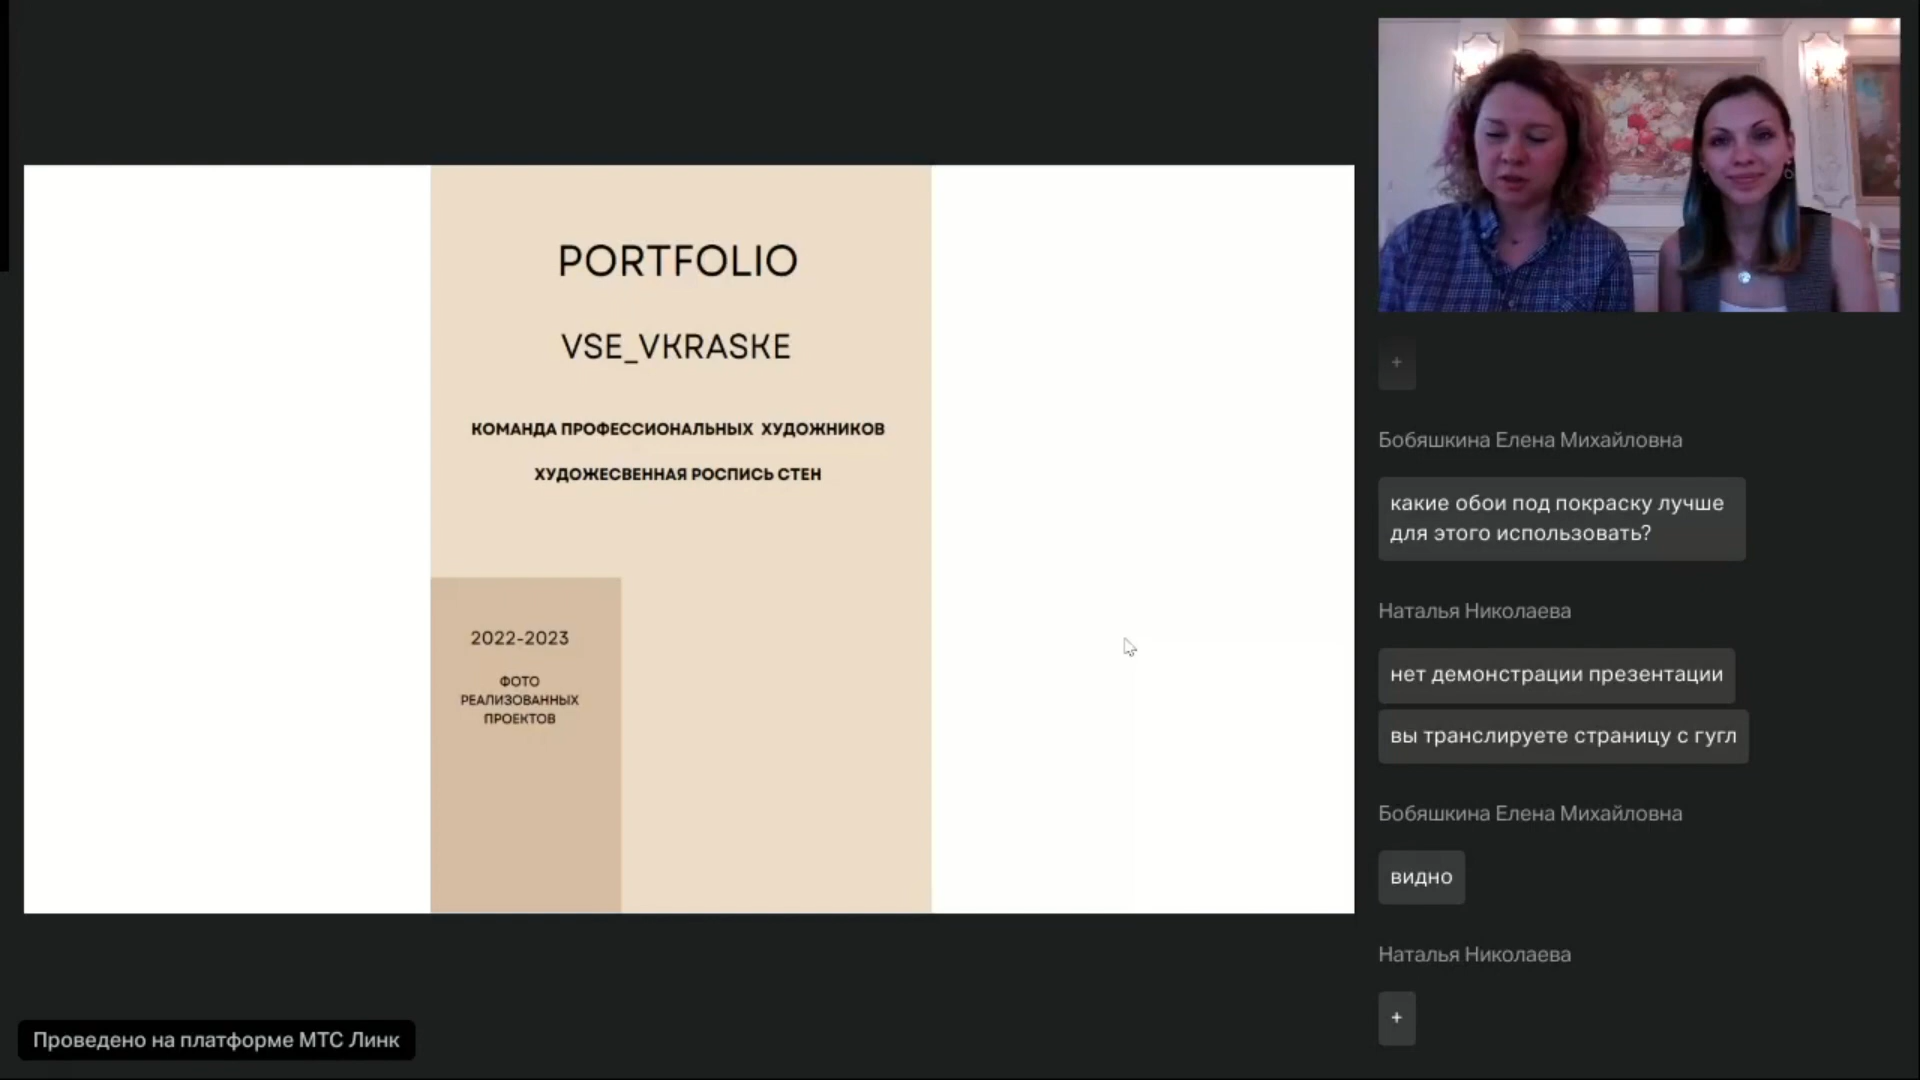 PORTFOLIO
VSE_VKRASKE
КОМАНДА ПРОФЕССИОНАЛЬНЫХ ХУДОЖНИКОВ
ХУДОЖЕСВЕННАЯ РОСПИСЬ СТЕН
2022-2023
ФОТО
РЕАЛИЗОВАННЫХ
ПРОЕКТОВ
+
Бобяшкина Елена Михайловна
какие обои под покраску лучше
для этого использовать?
Наталья Николаева
нет демонстрации презентации
вы транслируете страницу с гугл
Бобяшкина Елена Михайловна
видно
Наталья Николаева
+
Проведено на платформе МТС Линк